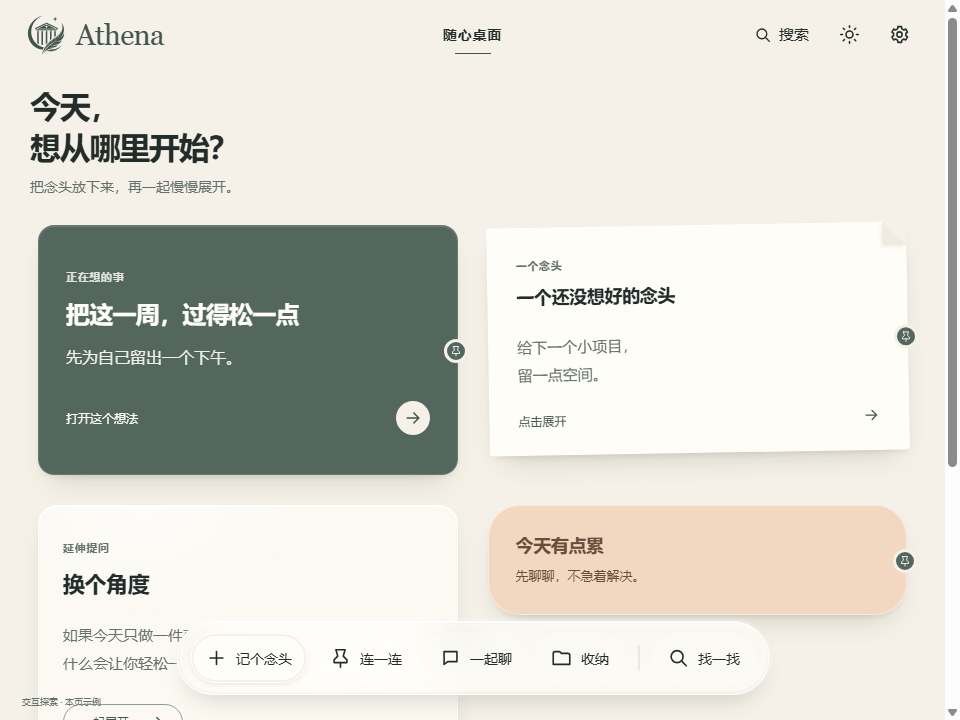 Athena
随心桌面
搜索
今天，
想从哪里开始？
把念头放下来，再一起慢慢展开。
正在想的事
把这一周，过得松一点
先为自己留出一个下午。
打开这个想法
一个念头
一个还没想好的念头
给下一个小项目，
留一点空间。
点击展开
延伸提问
换个角度
如果今天只做一件
什么会让你轻松一
今天有点累
先聊聊，不急着解决。
记个念头
连一连
一起聊
收纳
找一找
交互探索 · 本页示例